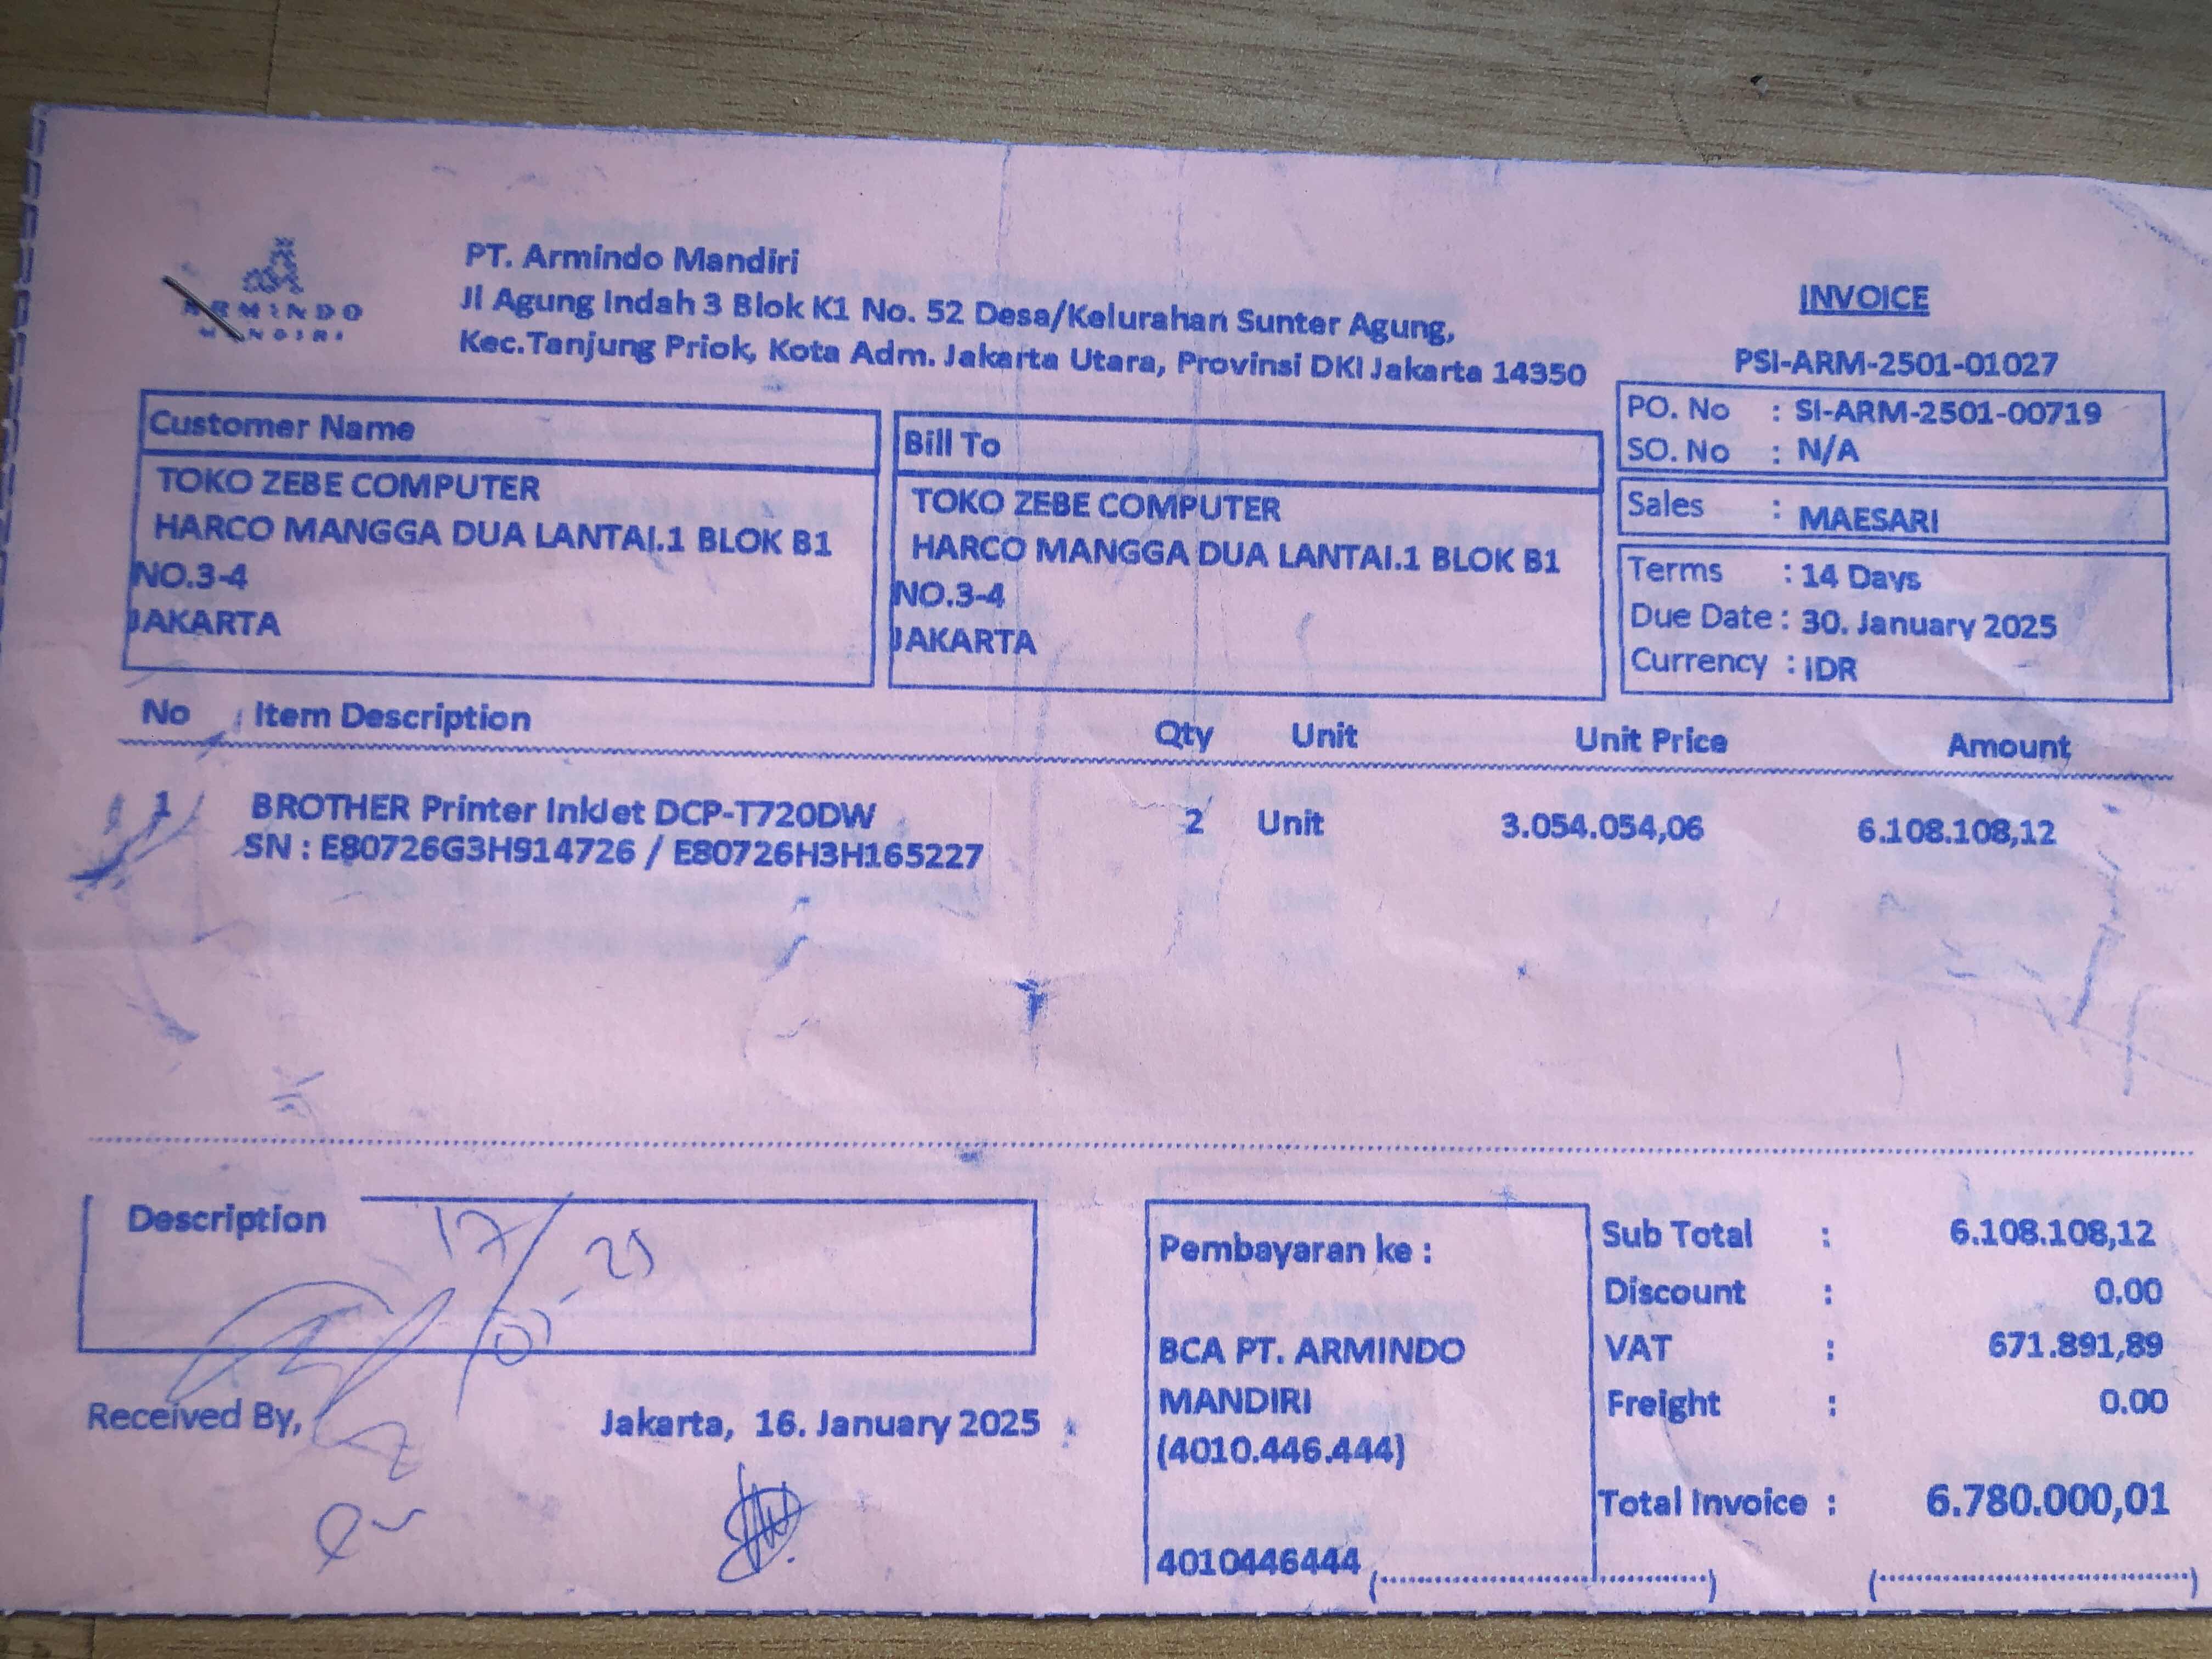 ARMINDO
MANDIRI
PT. Armindo Mandiri
Jl Agung Indah 3 Blok K1 No. 52 Desa/Kelurahan Sunter Agung,
Kec.Tanjung Priok, Kota Adm. Jakarta Utara, Provinsi DKI Jakarta 14350
INVOICE
PSI-ARM-2501-01027
PO. No : SI-ARM-2501-00719
SO. No : N/A
Sales : MAESARI
Terms : 14 Days
Due Date : 30. January 2025
Currency : IDR
Customer Name
TOKO ZEBE COMPUTER
HARCO MANGGA DUA LANTAI.1 BLOK B1
NO.3-4
JAKARTA
Bill To
TOKO ZEBE COMPUTER
HARCO MANGGA DUA LANTAI.1 BLOK B1
NO.3-4
JAKARTA
No Item Description Qty Unit Unit Price Amount
1 BROTHER Printer InkJet DCP-T720DW 2 Unit 3.054.054,06 6.108.108,12
SN : E80726G3H914726 / E80726H3H165227
Description
17/01-25
Received By,
Jakarta, 16. January 2025
Pembayaran ke :
BCA PT. ARMINDO
MANDIRI
(4010.446.444)
4010446444
Sub Total : 6.108.108,12
Discount : 0.00
VAT : 671.891,89
Freight : 0.00
Total Invoice : 6.780.000,01
(..............................) (..............................)